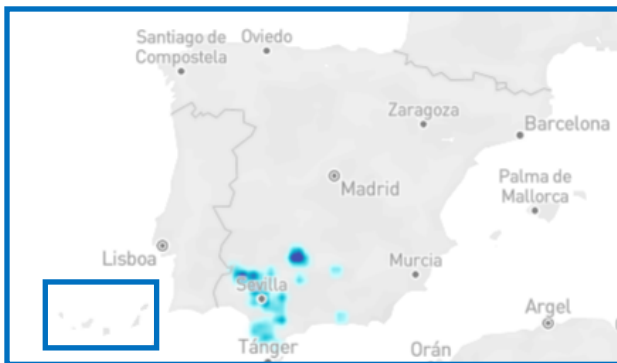 Santiago de
Compostela
Oviedo
Zaragoza
Barcelona
Madrid
Palma de
Mallorca
Lisboa
Murcia
Sevilla
Argel
Tánger
Orán